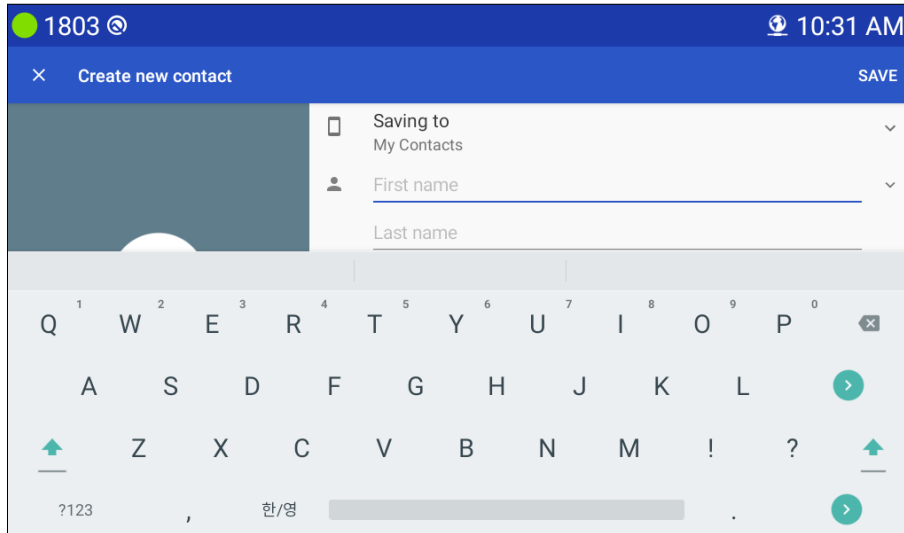 1803 10:31 AM
Create new contact SAVE
Saving to
My Contacts
First name
Last name
1 2 3 4 5 6 7 8 9 0
Q W E R T Y U I O P
A S D F G H J K L
Z X C V B N M ! ?
?123 , 한/영 .